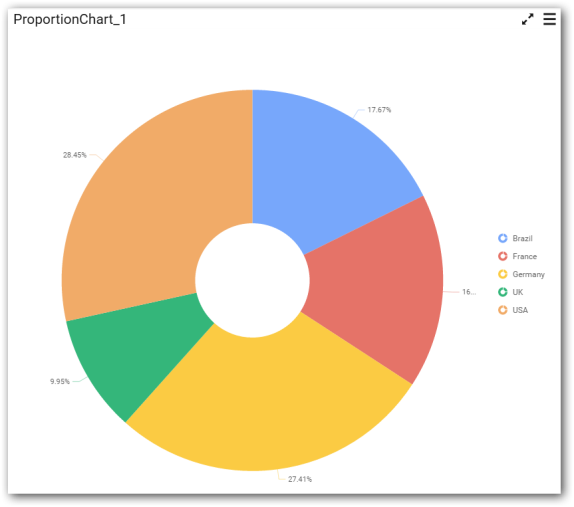 ProportionChart_1
17.67%
28.45%
Brazil
France
Germany
UK
USA
16...
9.95%
27.41%